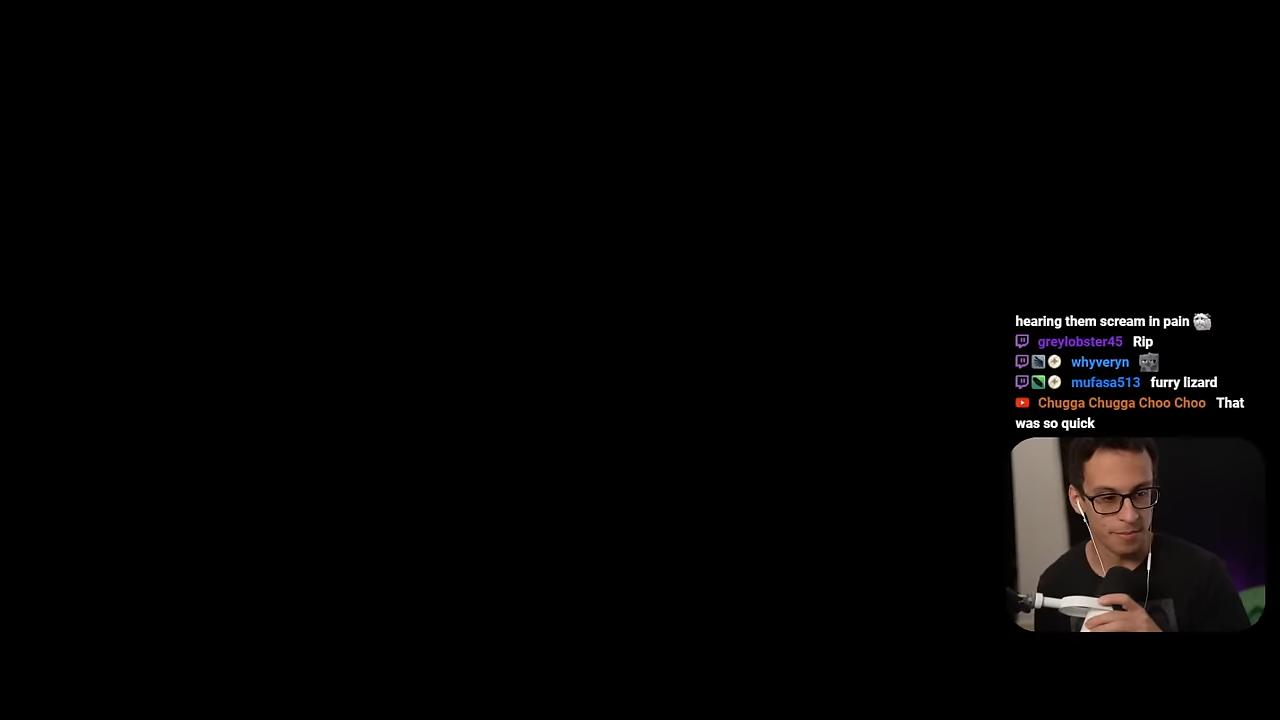 hearing them scream in pain
greylobster45 Rip
whyveryn
mufasa513 furry lizard
Chugga Chugga Choo Choo That
was so quick